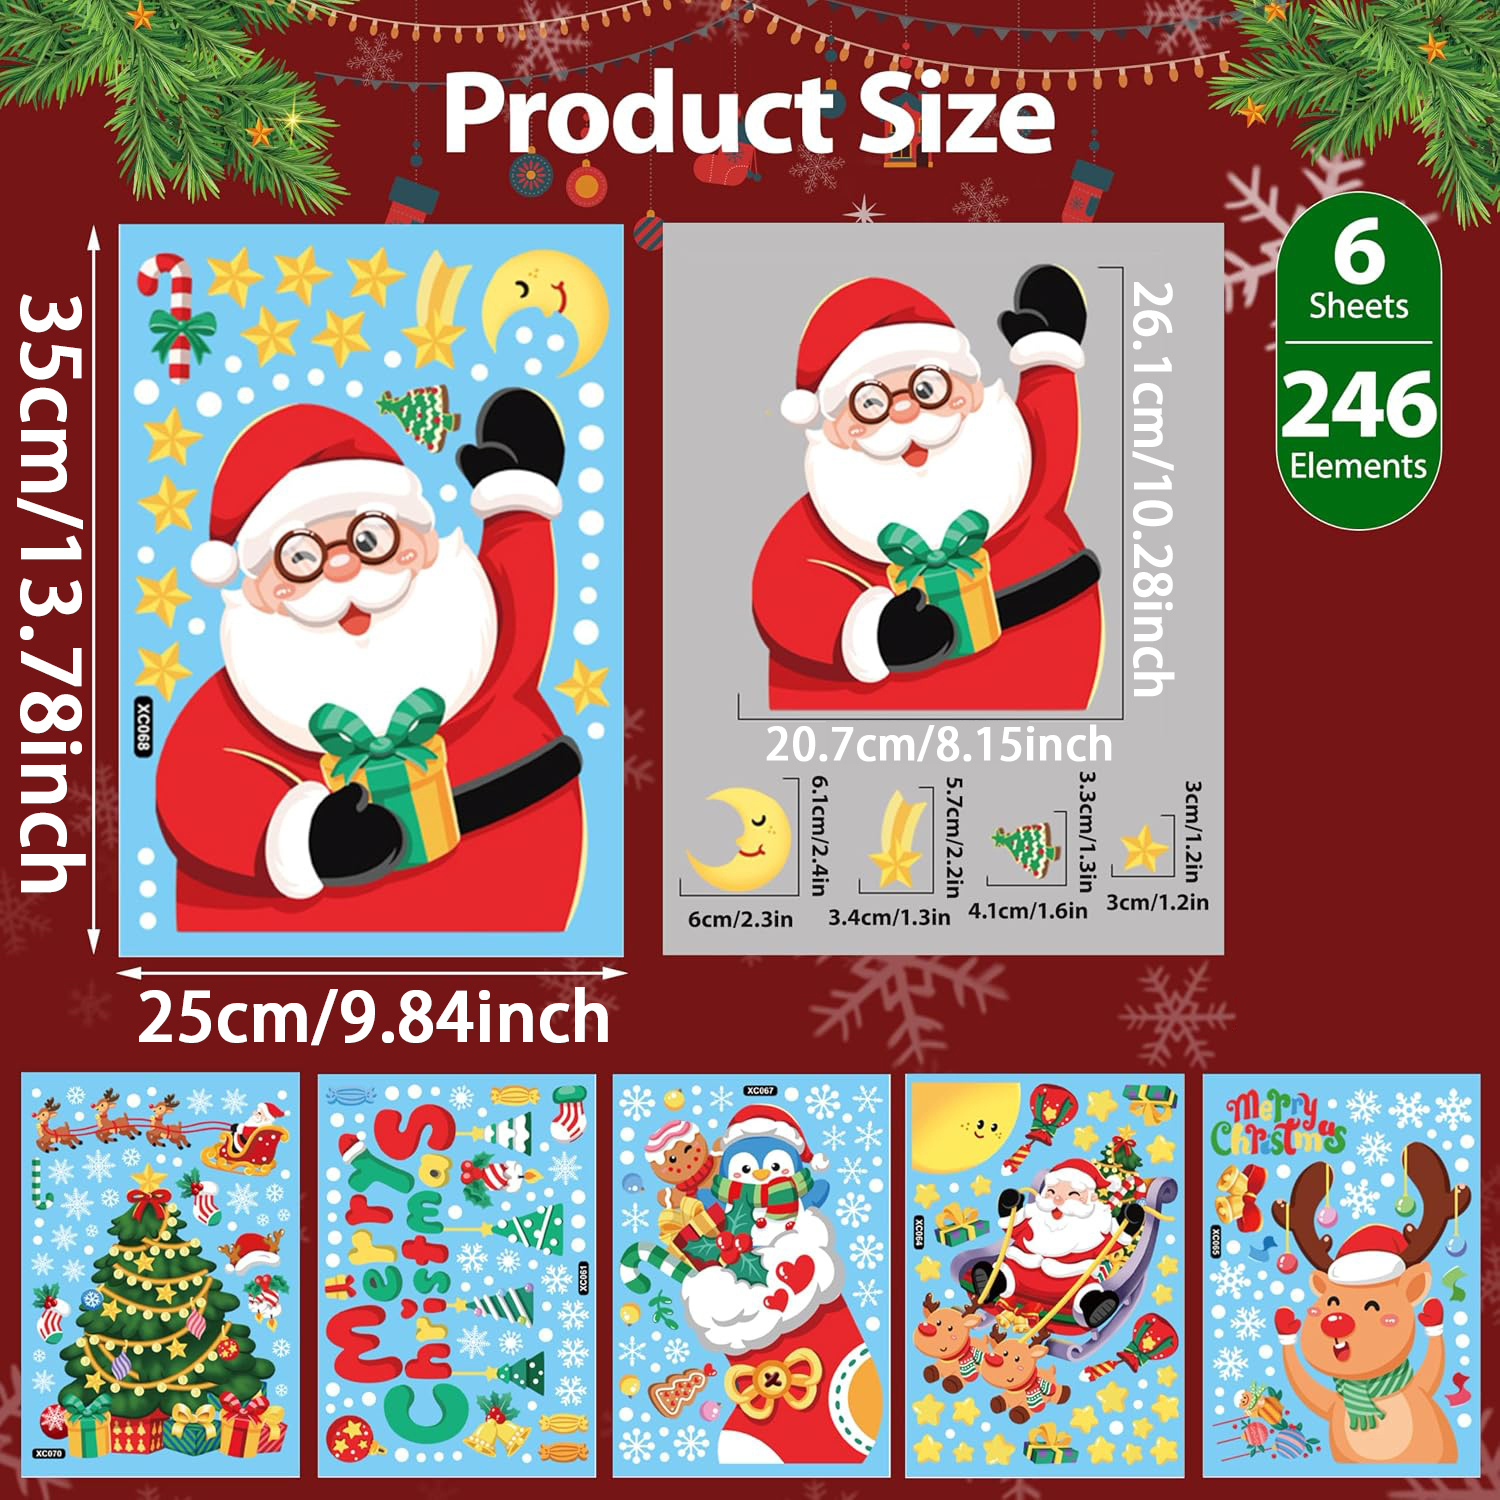 Product Size
6
Sheets
246
Elements
35cm/13.78inch
XC068
25cm/9.84inch
26.1cm/10.28inch
20.7cm/8.15inch
6.1cm/2.4in
6cm/2.3in
5.7cm/2.2in
3.4cm/1.3in
3.3cm/1.3in
4.1cm/1.6in
3cm/1.2in
3cm/1.2in
XC070
Merry
Christmas
XC061
XC067
XC064
Merry
Christmas
XC065